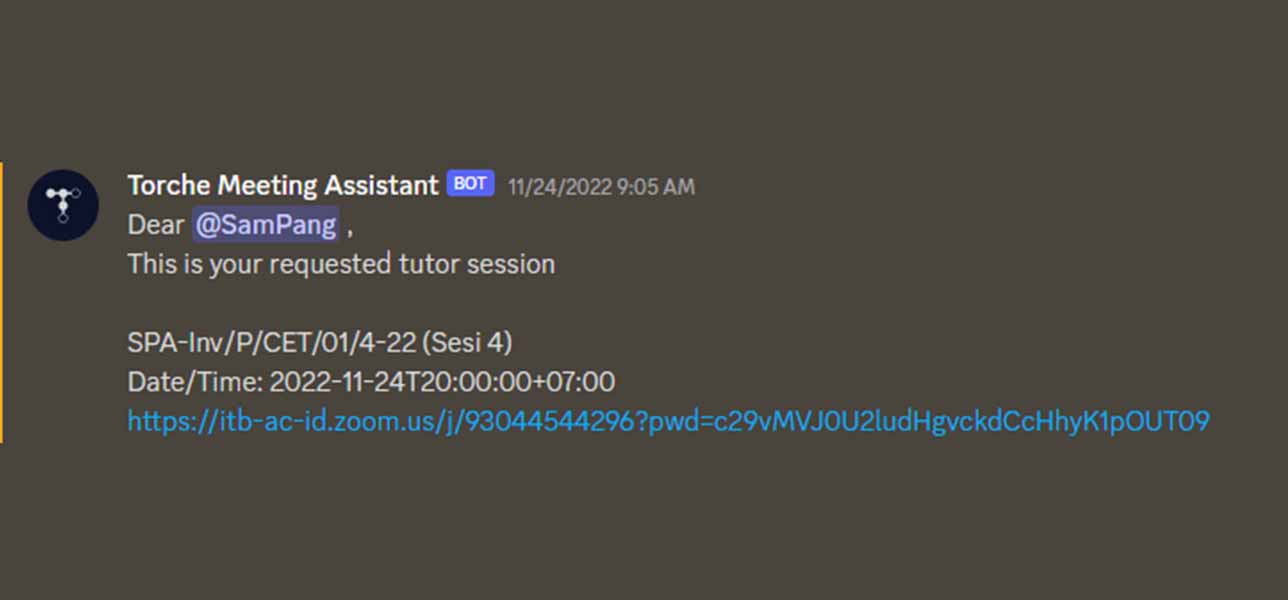 Torche Meeting Assistant BOT 11/24/2022 9:05 AM
Dear @SamPang ,
This is your requested tutor session
SPA-Inv/P/CET/01/4-22 (Sesi 4)
Date/Time: 2022-11-24T20:00:00+07:00
https://itb-ac-id.zoom.us/j/93044544296?pwd=c29vMVJ0U2ludHgvckdCcHhyK1pOUT09